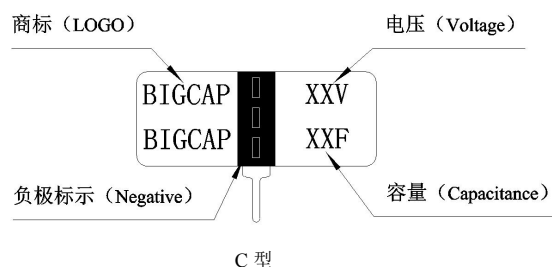 商标（LOGO）
电压（Voltage）
BIGCAP
XXV
BIGCAP
XXF
负极标示（Negative）
容量（Capacitance）
C 型